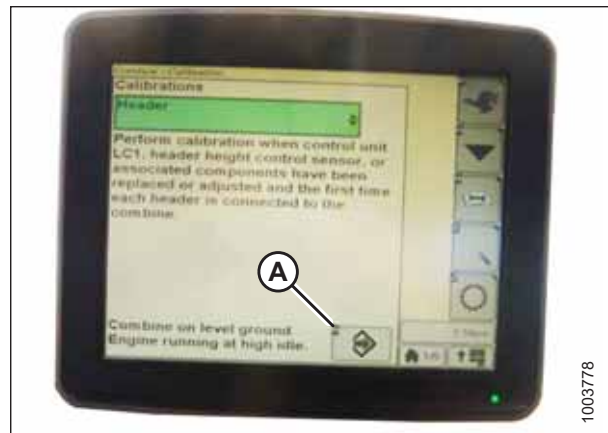 Combine - Calibrations
Calibrations
Header
Perform calibration when control unit
LC1, header height control sensor, or
associated components have been
replaced or adjusted and the first time
each header is connected to the
combine.
A
Combine on level ground.
Engine running at high idle.
1003778